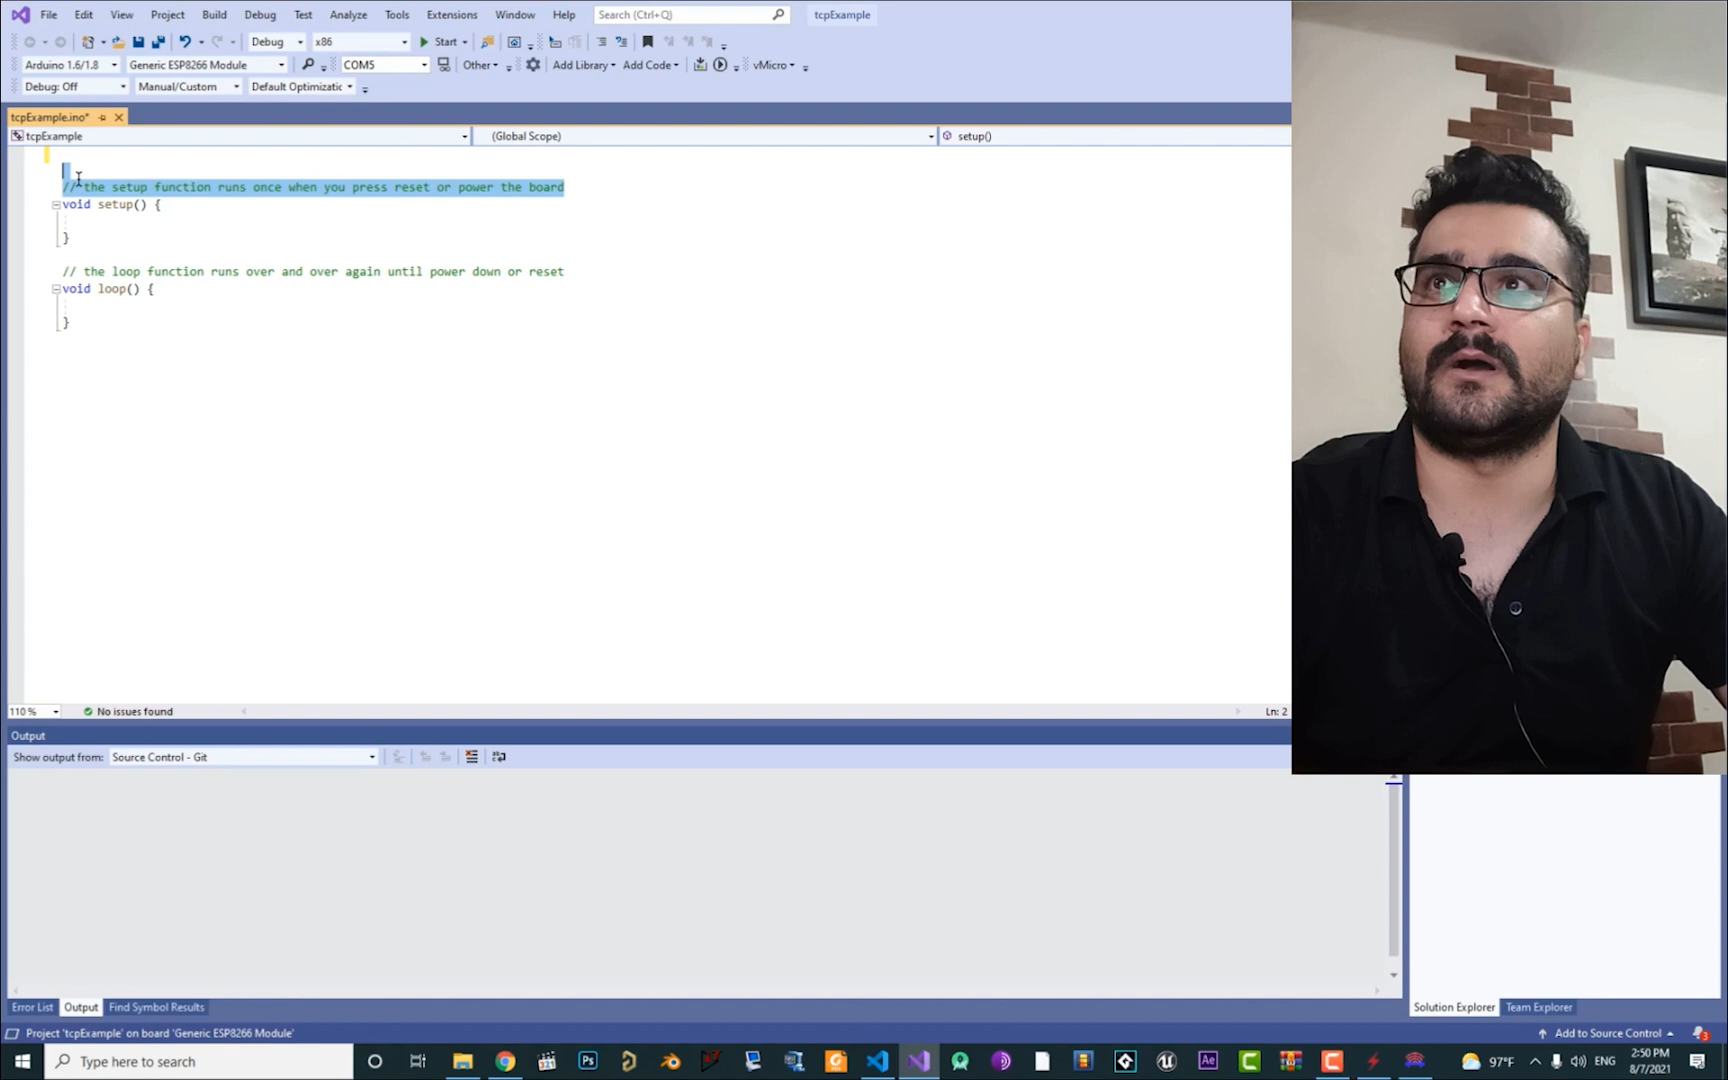 File Edit View Project Build Debug Test Analyze Tools Extensions Window Help Search (Ctrl+Q) tcpExample
Debug x86 Start
Arduino 1.6/1.8 Generic ESP8266 Module COM5 Other Add Library Add Code vMicro
Debug: Off Manual/Custom Default Optimizatic
tcpExample.ino*
tcpExample (Global Scope) setup()
// the setup function runs once when you press reset or power the board
void setup() {
}
// the loop function runs over and over again until power down or reset
void loop() {
}
110 % No issues found Ln: 2
Output
Show output from: Source Control - Git
Error List Output Find Symbol Results Solution Explorer Team Explorer
Project 'tcpExample' on board 'Generic ESP8266 Module' Add to Source Control 3
Type here to search Ps Ae C C 97°F ENG 2:50 PM
8/7/2021